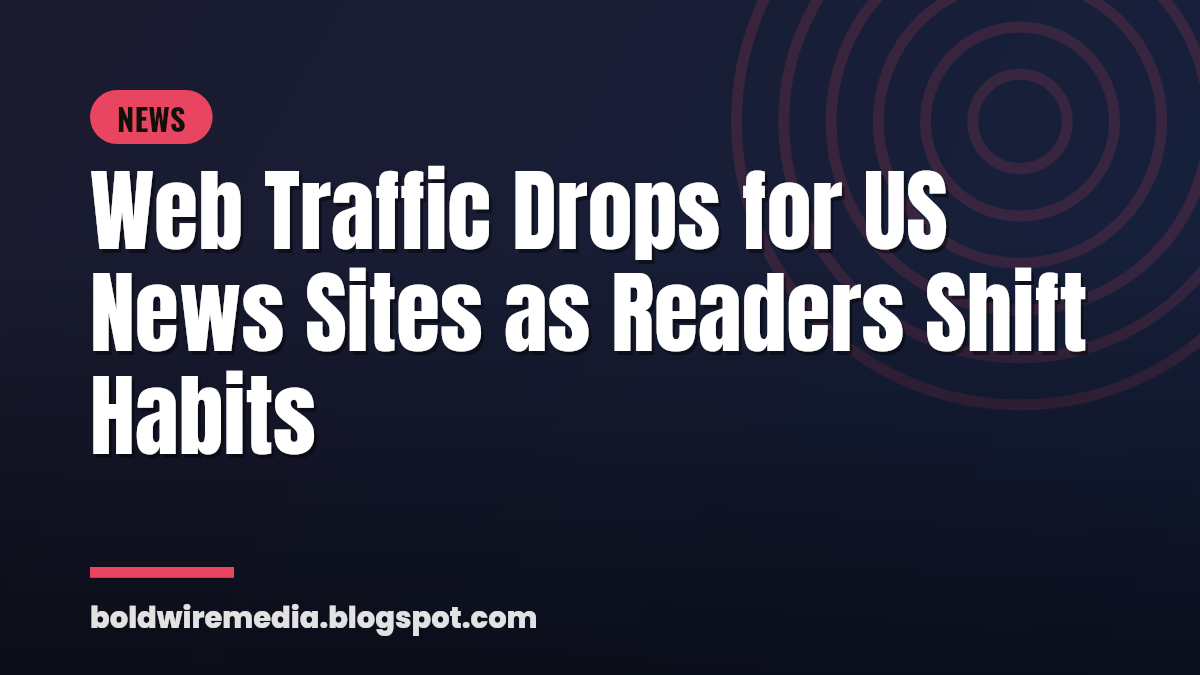 NEWS
Web Traffic Drops for US
News Sites as Readers Shift
Habits
boldwiremedia.blogspot.com